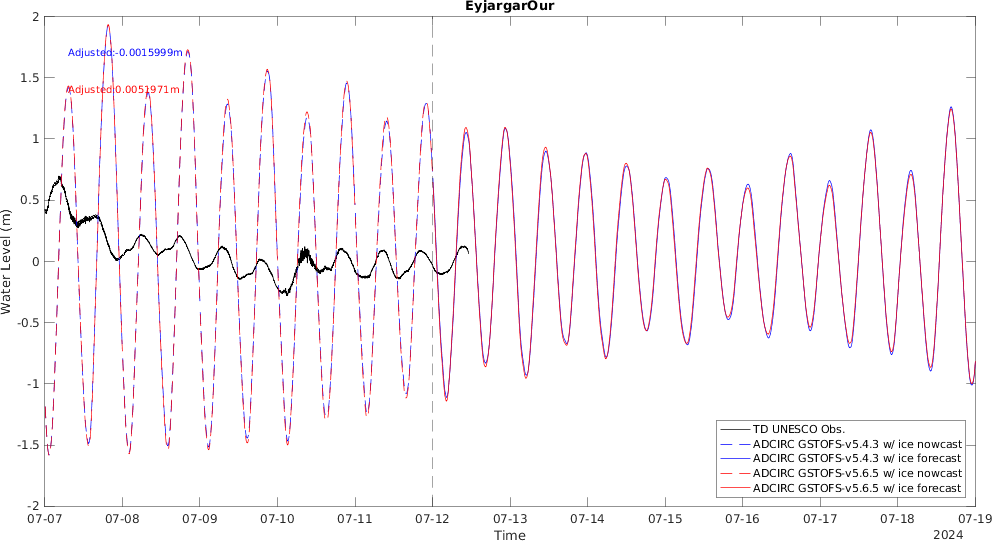 EyjargarOur
2
1.5
1
0.5
0
-0.5
-1
-1.5
-2
Water Level (m)
Adjusted:-0.0015999m
Adjusted:0.0051971m
TD UNESCO Obs.
ADCIRC GSTOFS-v5.4.3 w/ ice nowcast
ADCIRC GSTOFS-v5.4.3 w/ ice forecast
ADCIRC GSTOFS-v5.6.5 w/ ice nowcast
ADCIRC GSTOFS-v5.6.5 w/ ice forecast
07-07 07-08 07-09 07-10 07-11 07-12 07-13 07-14 07-15 07-16 07-17 07-18 07-19
Time
2024